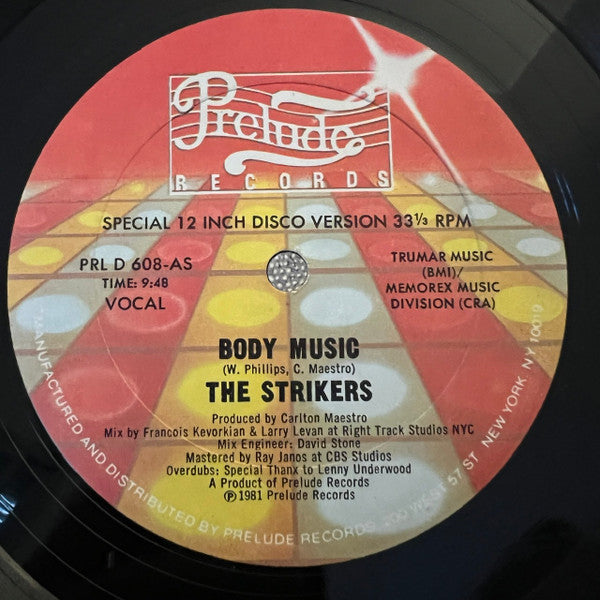 Prelude
RECORDS
SPECIAL 12 INCH DISCO VERSION 33⅓ RPM
PRL D 608-AS
TIME: 9:48
VOCAL
TRUMAR MUSIC
(BMI)/
MEMOREX MUSIC
DIVISION (CRA)
BODY MUSIC
(W. Phillips, C. Maestro)
THE STRIKERS
Produced by Carlton Maestro
Mix by Francois Kevorkian & Larry Levan at Right Track Studios NYC
Mix Engineer: David Stone
Mastered by Ray Janos at CBS Studios
Overdubs: Special Thanx to Lenny Underwood
A Product of Prelude Records
℗1981 Prelude Records
MANUFACTURED AND DISTRIBUTED BY PRELUDE RECORDS, 200 WEST 57 ST NEW YORK, NY 10019